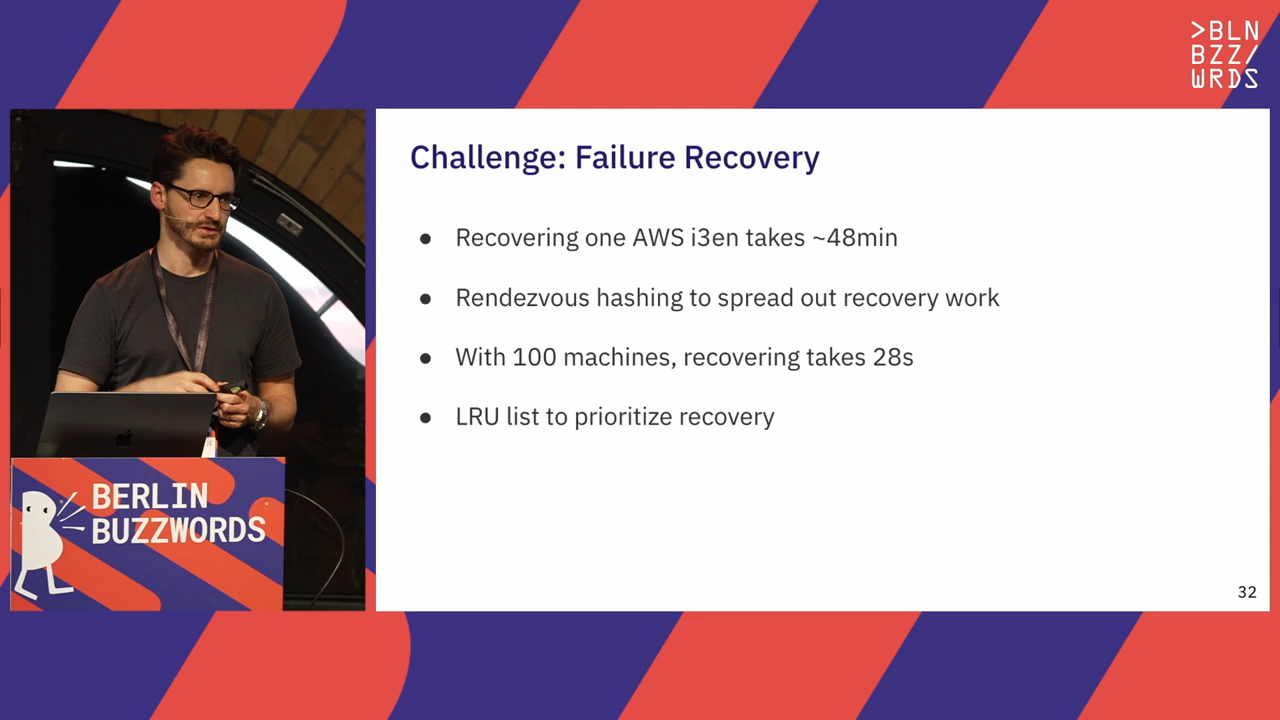 >BLN
BZZ/
WRDS
Challenge: Failure Recovery
● Recovering one AWS i3en takes ~48min
● Rendezvous hashing to spread out recovery work
● With 100 machines, recovering takes 28s
● LRU list to prioritize recovery
32
BERLIN
BUZZWORDS